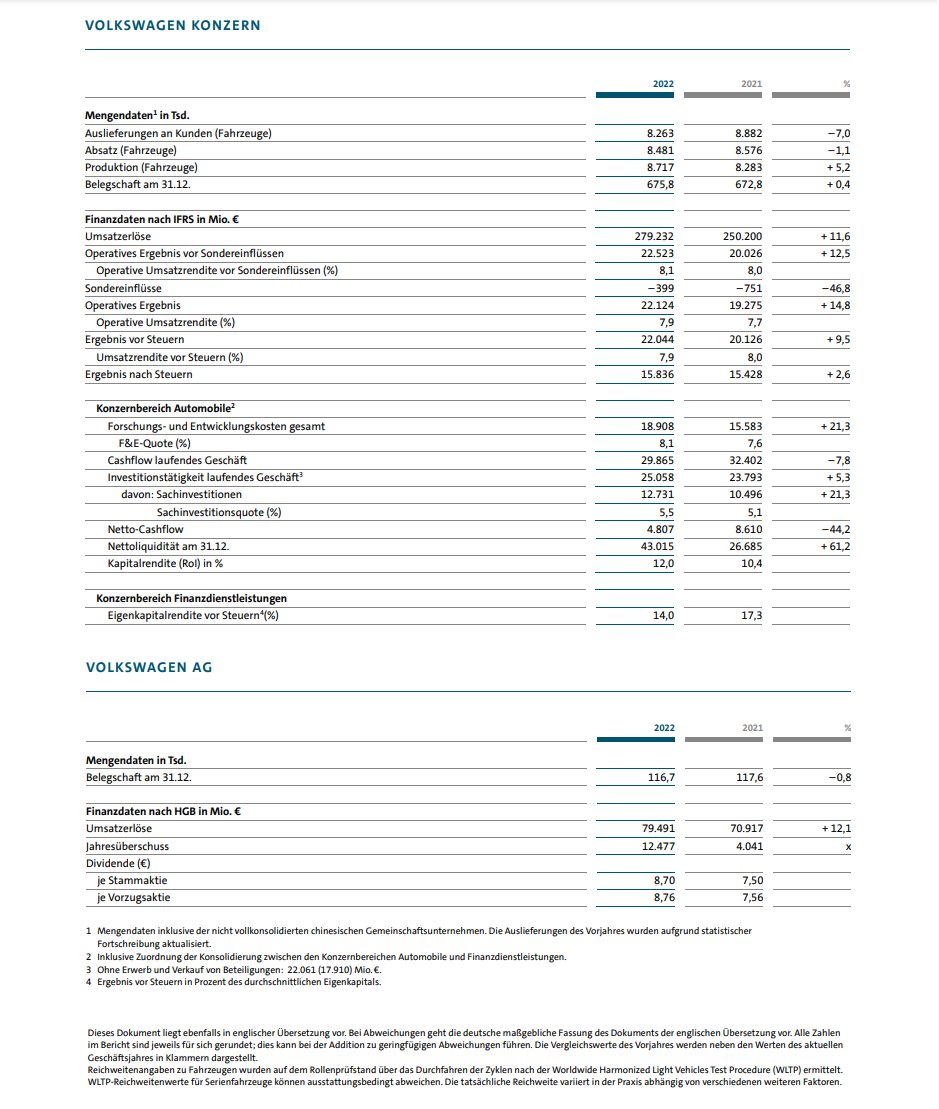 VOLKSWAGEN KONZERN
2022 2021 %
Mengendaten¹ in Tsd.
Auslieferungen an Kunden (Fahrzeuge) 8.263 8.882 –7,0
Absatz (Fahrzeuge) 8.481 8.576 –1,1
Produktion (Fahrzeuge) 8.717 8.283 + 5,2
Belegschaft am 31.12. 675,8 672,8 + 0,4
Finanzdaten nach IFRS in Mio. €
Umsatzerlöse 279.232 250.200 + 11,6
Operatives Ergebnis vor Sondereinflüssen 22.523 20.026 + 12,5
Operative Umsatzrendite vor Sondereinflüssen (%) 8,1 8,0
Sondereinflüsse –399 –751 –46,8
Operatives Ergebnis 22.124 19.275 + 14,8
Operative Umsatzrendite (%) 7,9 7,7
Ergebnis vor Steuern 22.044 20.126 + 9,5
Umsatzrendite vor Steuern (%) 7,9 8,0
Ergebnis nach Steuern 15.836 15.428 + 2,6
Konzernbereich Automobile²
Forschungs- und Entwicklungskosten gesamt 18.908 15.583 + 21,3
F&E-Quote (%) 8,1 7,6
Cashflow laufendes Geschäft 29.865 32.402 –7,8
Investitionstätigkeit laufendes Geschäft³ 25.058 23.793 + 5,3
davon: Sachinvestitionen 12.731 10.496 + 21,3
Sachinvestitionsquote (%) 5,5 5,1
Netto-Cashflow 4.807 8.610 –44,2
Nettoliquidität am 31.12. 43.015 26.685 + 61,2
Kapitalrendite (RoI) in % 12,0 10,4
Konzernbereich Finanzdienstleistungen
Eigenkapitalrendite vor Steuern⁴(%) 14,0 17,3
VOLKSWAGEN AG
2022 2021 %
Mengendaten in Tsd.
Belegschaft am 31.12. 116,7 117,6 –0,8
Finanzdaten nach HGB in Mio. €
Umsatzerlöse 79.491 70.917 + 12,1
Jahresüberschuss 12.477 4.041 x
Dividende (€)
je Stammaktie 8,70 7,50
je Vorzugsaktie 8,76 7,56
1 Mengendaten inklusive der nicht vollkonsolidierten chinesischen Gemeinschaftsunternehmen. Die Auslieferungen des Vorjahres wurden aufgrund statistischer
Fortschreibung aktualisiert.
2 Inklusive Zuordnung der Konsolidierung zwischen den Konzernbereichen Automobile und Finanzdienstleistungen.
3 Ohne Erwerb und Verkauf von Beteiligungen: 22.061 (17.910) Mio. €.
4 Ergebnis vor Steuern in Prozent des durchschnittlichen Eigenkapitals.
Dieses Dokument liegt ebenfalls in englischer Übersetzung vor. Bei Abweichungen geht die deutsche maßgebliche Fassung des Dokuments der englischen Übersetzung vor. Alle Zahlen
im Bericht sind jeweils für sich gerundet; dies kann bei der Addition zu geringfügigen Abweichungen führen. Die Vergleichswerte des Vorjahres werden neben den Werten des aktuellen
Geschäftsjahres in Klammern dargestellt.
Reichweitenangaben zu Fahrzeugen wurden auf dem Rollenprüfstand über das Durchfahren der Zyklen nach der Worldwide Harmonized Light Vehicles Test Procedure (WLTP) ermittelt.
WLTP-Reichweitenwerte für Serienfahrzeuge können ausstattungsbedingt abweichen. Die tatsächliche Reichweite variiert in der Praxis abhängig von verschiedenen weiteren Faktoren.